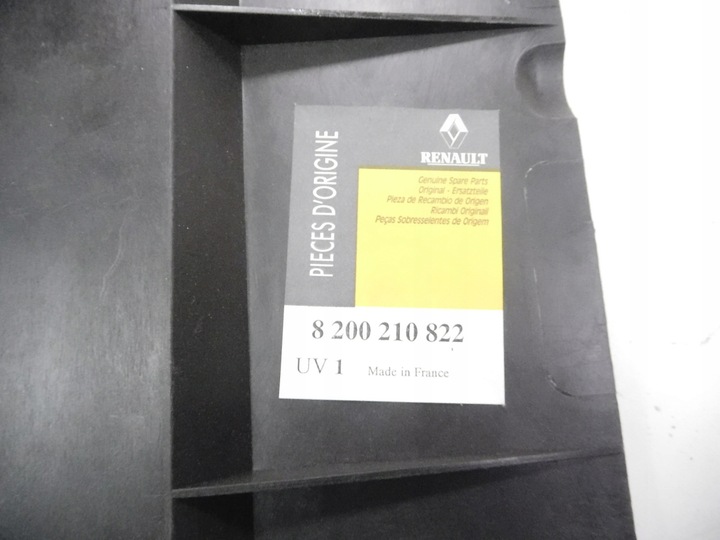 PIECES D'ORIGINE
RENAULT
Genuine Spare Parts
Original - Ersatzteile
Pieza de Recambio de Origen
Ricambi Originali
Peças Sobresselentes de Origem
8 200 210 822
UV 1 Made in France